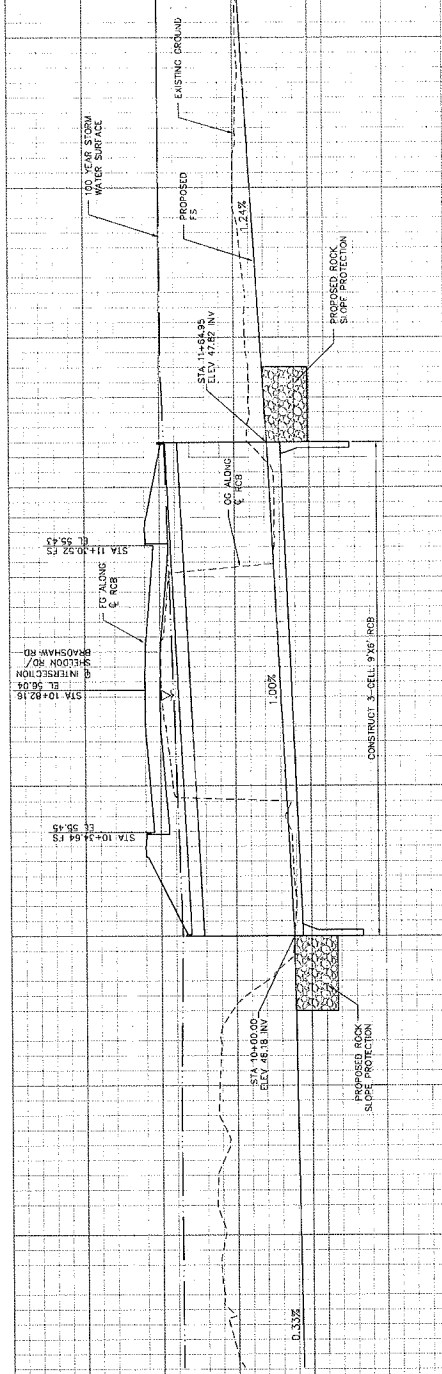 100 YEAR STORM
WATER SURFACE
EXISTING GROUND
PROPOSED
FS
1.24%
PROPOSED ROCK
SLOPE PROTECTION
STA 11+64.95
ELEV 47.82 INV
OG ALONG
℄ RCB
STA 11+30.52 FS
EL 55.43
FG ALONG
℄ RCB
STA 10+82.16
EL 56.04
@ INTERSECTION
SHELDON RD/
BRADSHAW RD
1.00%
CONSTRUCT 3-CELL 9'X6' RCB
STA 10+34.64 FS
EL 55.45
STA 10+00.00
ELEV 46.18 INV
PROPOSED ROCK
SLOPE PROTECTION
0.33%